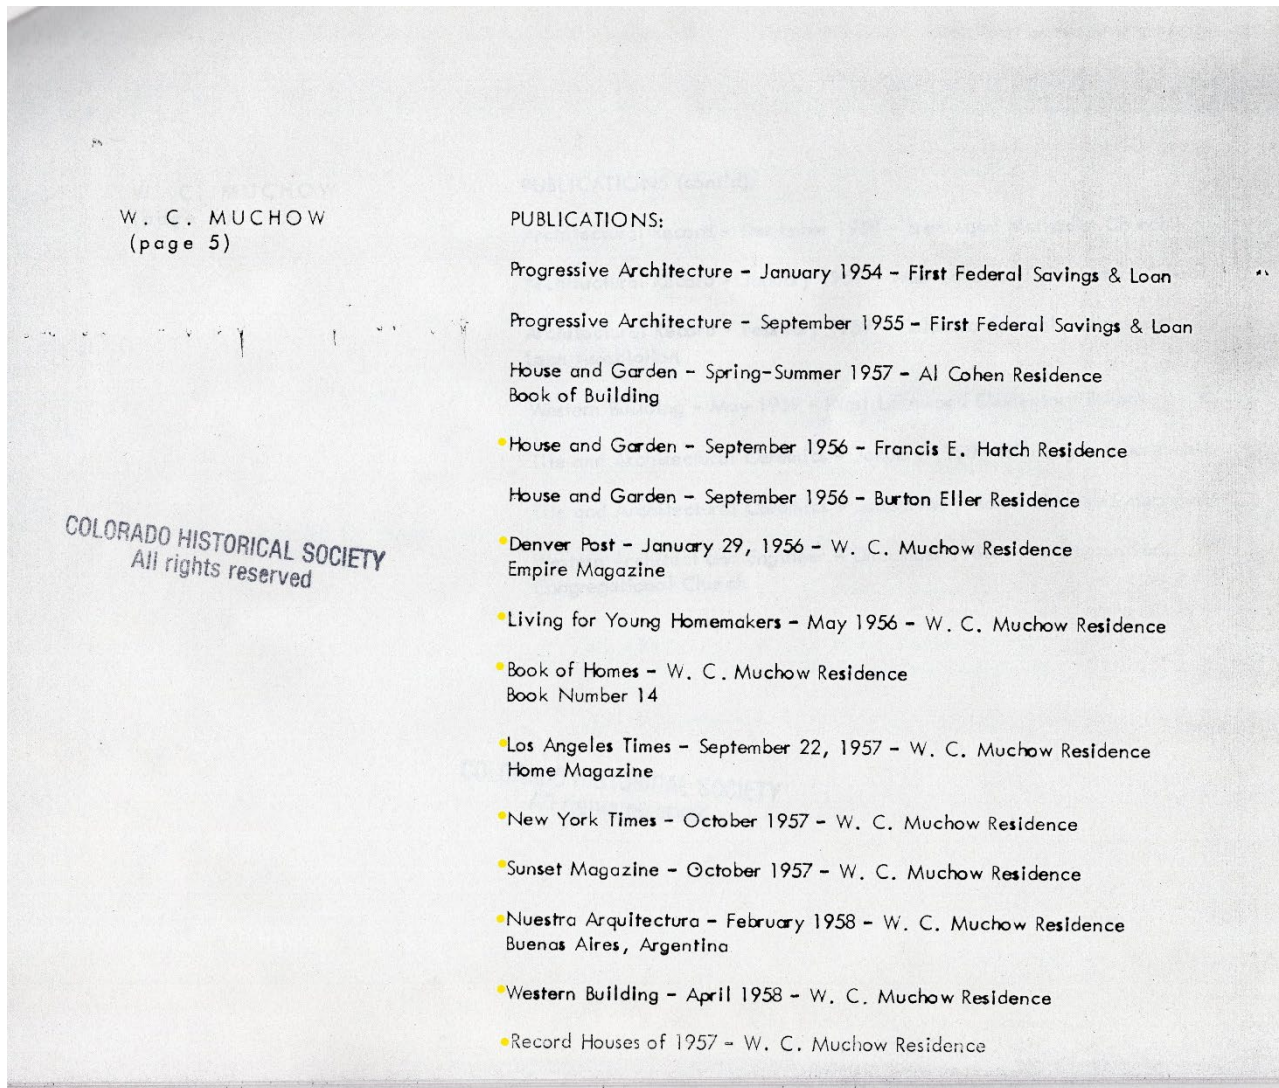 W. C. MUCHOW
(page 5)
PUBLICATIONS:
Progressive Architecture - January 1954 - First Federal Savings & Loan
Progressive Architecture - September 1955 - First Federal Savings & Loan
House and Garden - Spring-Summer 1957 - Al Cohen Residence
Book of Building
House and Garden - September 1956 - Francis E. Hatch Residence
House and Garden - September 1956 - Burton Eller Residence
COLORADO HISTORICAL SOCIETY
All rights reserved
Denver Post - January 29, 1956 - W. C. Muchow Residence
Empire Magazine
Living for Young Homemakers - May 1956 - W. C. Muchow Residence
Book of Homes - W. C. Muchow Residence
Book Number 14
Los Angeles Times - September 22, 1957 - W. C. Muchow Residence
Home Magazine
New York Times - October 1957 - W. C. Muchow Residence
Sunset Magazine - October 1957 - W. C. Muchow Residence
Nuestra Arquitectura - February 1958 - W. C. Muchow Residence
Buenas Aires, Argentina
Western Building - April 1958 - W. C. Muchow Residence
Record Houses of 1957 - W. C. Muchow Residence